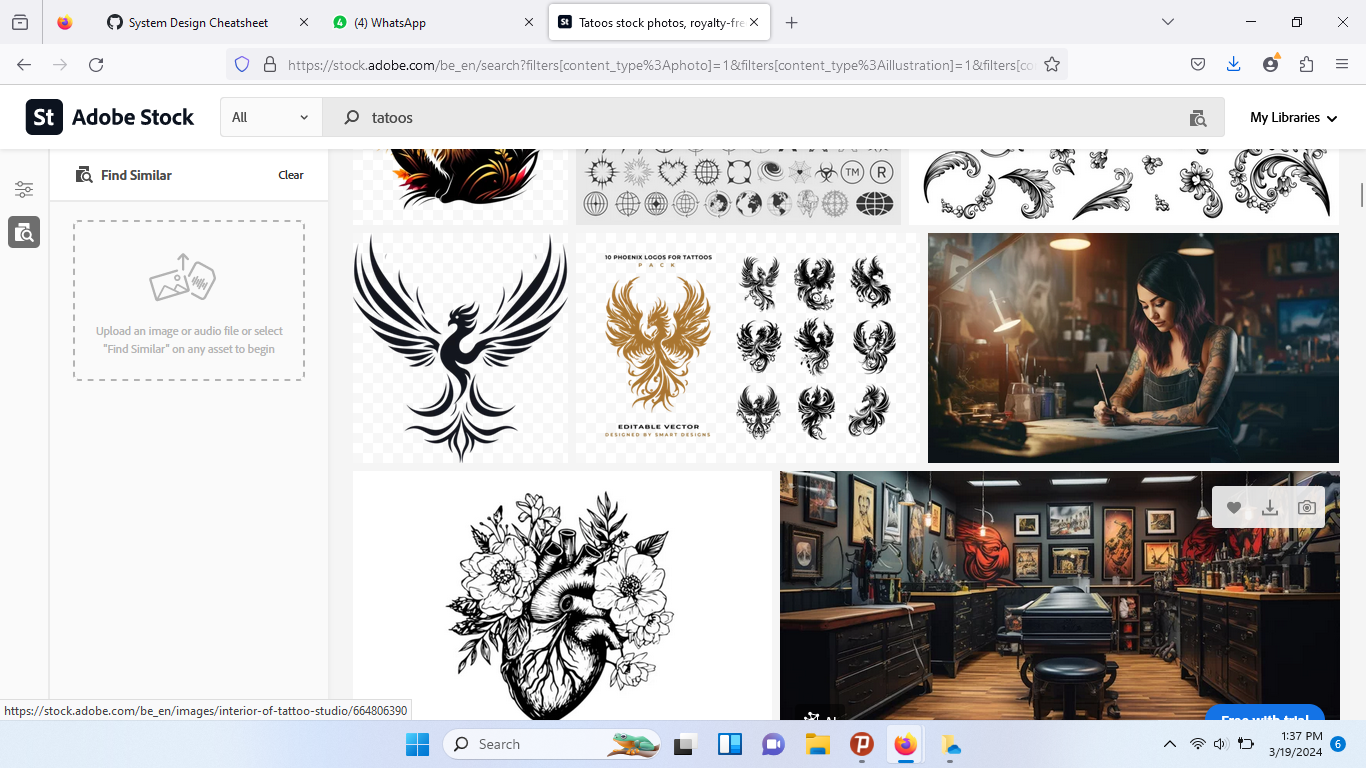 System Design Cheatsheet
(4) WhatsApp
Tatoos stock photos, royalty-fre
https://stock.adobe.com/be_en/search?filters[content_type%3Aphoto]=1&filters[content_type%3Aillustration]=1&filters[co
St Adobe Stock
All
tatoos
My Libraries
Find Similar
Clear
Upload an image or audio file or select
"Find Similar" on any asset to begin
TM
R
10 PHOENIX LOGOS FOR TATTOOS
PACK
EDITABLE VECTOR
DESIGNED BY SMART DESIGNS
AI
Free with trial
https://stock.adobe.com/be_en/images/interior-of-tattoo-studio/664806390
Search
1:37 PM
3/19/2024
6